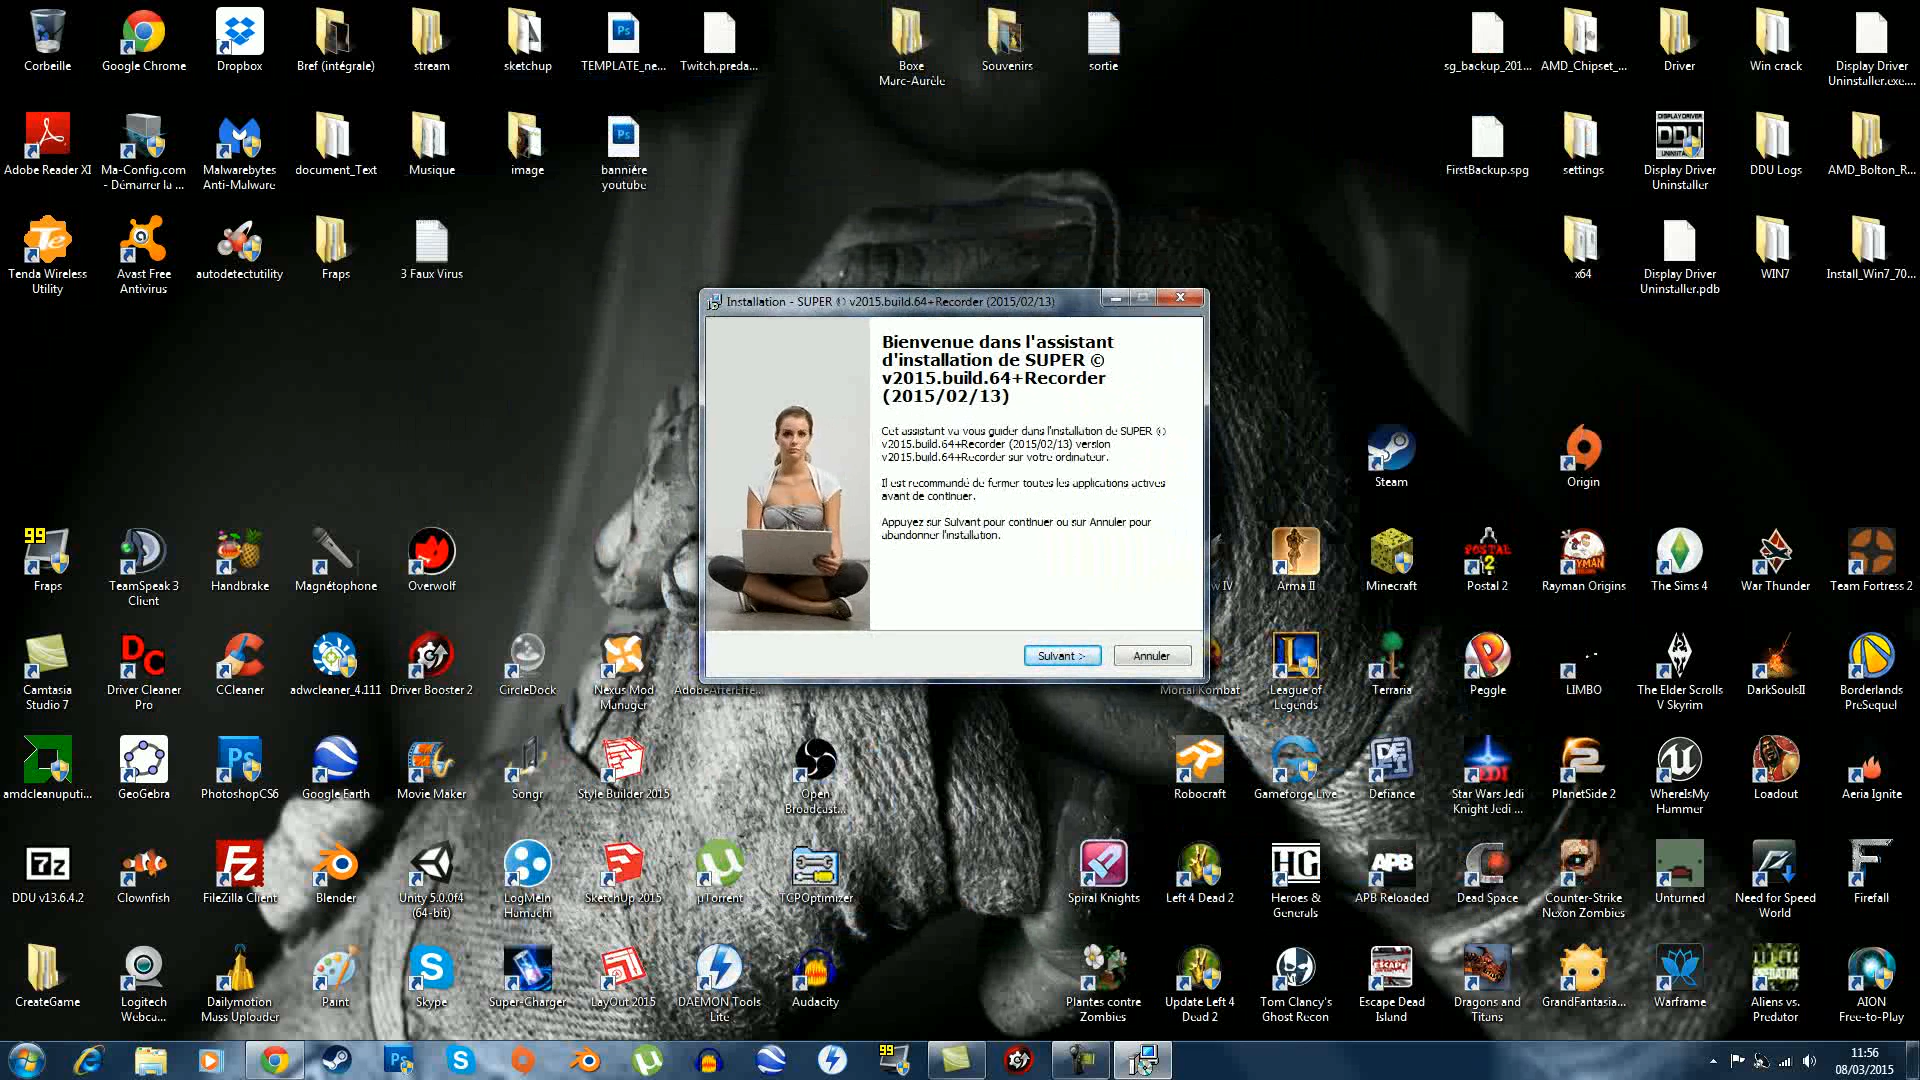 Corbeille
Google Chrome
Dropbox
Bref (intégrale)
stream
sketchup
TEMPLATE_ne...
Twitch.preda...
Boxe
Marc-Aurèle
Souvenirs
sortie
sg_backup_201...
AMD_Chipset_...
Driver
Win crack
Display Driver
Uninstaller.exe....
Adobe Reader XI
Ma-Config.com
- Démarrer la ...
Malwarebytes
Anti-Malware
document_Text
Musique
image
banniére
youtube
FirstBackup.spg
settings
DISPLAY DRIVER
DDU
Display Driver
Uninstaller
DDU Logs
AMD_Bolton_R...
Tenda Wireless
Utility
Avast Free
Antivirus
autodetectutility
Fraps
3 Faux Virus
x64
Display Driver
Uninstaller.pdb
WIN7
Install_Win7_70...
Installation - SUPER © v2015.build.64+Recorder (2015/02/13)
Bienvenue dans l'assistant
d'installation de SUPER ©
v2015.build.64+Recorder
(2015/02/13)
Cet assistant va vous guider dans l'installation de SUPER ©
v2015.build.64+Recorder (2015/02/13) version
v2015.build.64+Recorder sur votre ordinateur.
Il est recommandé de fermer toutes les applications actives
avant de continuer.
Appuyez sur Suivant pour continuer ou sur Annuler pour
abandonner l'installation.
Suivant >
Annuler
Steam
Origin
99
Fraps
TeamSpeak 3
Client
Handbrake
Magnétophone
Overwolf
IV
Arma II
Minecraft
POSTAL
2
Postal 2
Rayman Origins
The Sims 4
War Thunder
Team Fortress 2
Camtasia
Studio 7
DC
Driver Cleaner
Pro
CCleaner
adwcleaner_4.111
Driver Booster 2
CircleDock
Nexus Mod
Manager
AdobeAfterEffe...
Mortal Kombat
League of
Legends
Terraria
Peggle
LIMBO
The Elder Scrolls
V Skyrim
DarkSoulsII
Borderlands
PreSequel
amdcleanuputi...
GeoGebra
Ps
PhotoshopCS6
Google Earth
Movie Maker
Songr
Style Builder 2015
Open
Broadcast...
Robocraft
Gameforge Live
Defiance
Star Wars Jedi
Knight Jedi ...
PlanetSide 2
WhereIsMy
Hammer
Loadout
Aeria Ignite
7z
DDU v13.6.4.2
Clownfish
Fz
FileZilla Client
Blender
Unity 5.0.0f4
(64-bit)
LogMeIn
Hamachi
SketchUp 2015
µTorrent
TCPOptimizer
Spiral Knights
Left 4 Dead 2
HG
Heroes &
Generals
APB
APB Reloaded
Dead Space
Counter-Strike
Nexon Zombies
Unturned
Need for Speed
World
Firefall
CreateGame
Logitech
Webca...
Dailymotion
Mass Uploader
Paint
Skype
Super-Charger
LayOut 2015
DAEMON Tools
Lite
Audacity
Plantes contre
Zombies
Update Left 4
Dead 2
Tom Clancy's
Ghost Recon
Escape Dead
Island
Dragons and
Titans
GrandFantasia...
Warframe
Aliens vs.
Predator
AION
Free-to-Play
99
11:56
08/03/2015